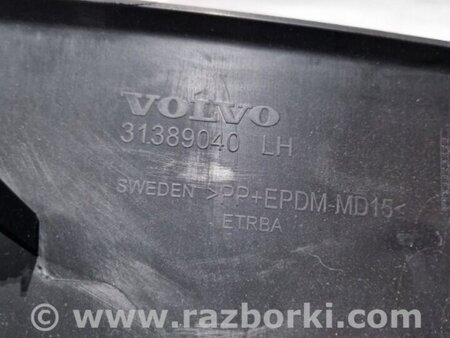 VOLVO
31389040 LH
SWEDEN >PP+EPDM-MD15<
ETRBA
© www.razborki.com